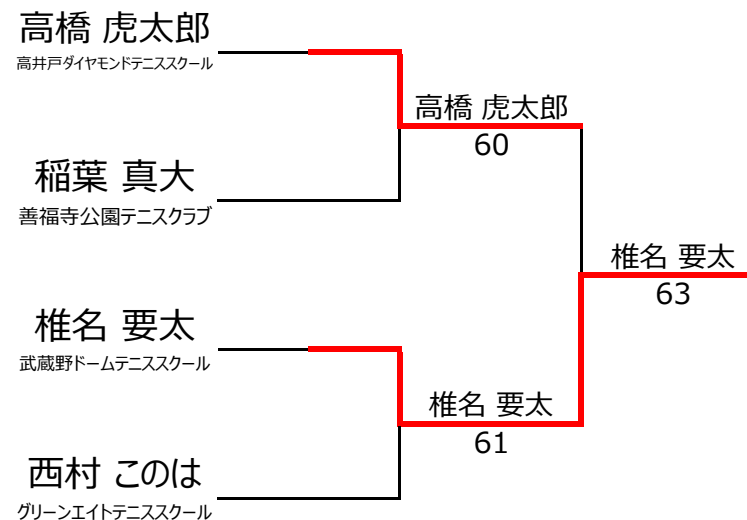 高橋 虎太郎
高井戸ダイヤモンドテニススクール
高橋 虎太郎
60
稲葉 真大
善福寺公園テニスクラブ
椎名 要太
63
椎名 要太
武蔵野ドームテニススクール
椎名 要太
61
西村 このは
グリーンエイトテニススクール